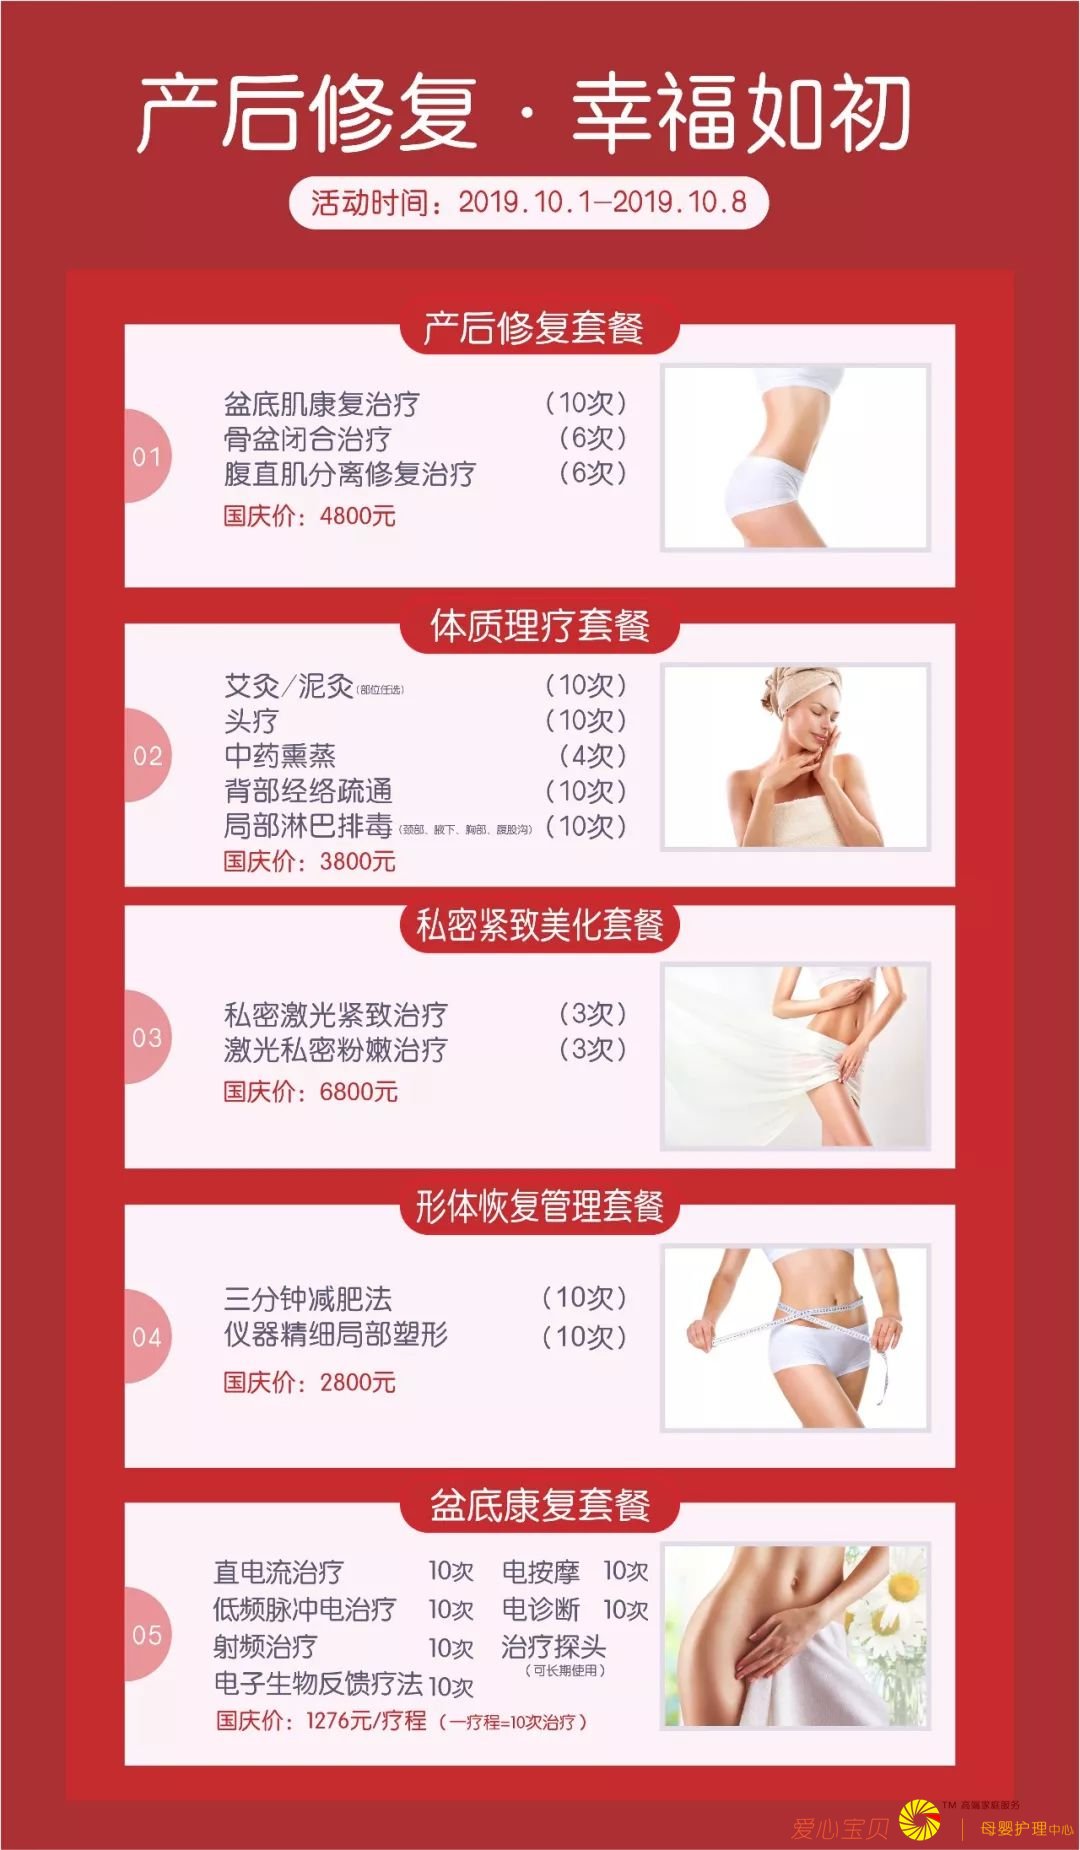 产后修复·幸福如初
活动时间：2019.10.1—2019.10.8
产后修复套餐
01
盆底肌康复治疗 （10次）
骨盆闭合治疗 （6次）
腹直肌分离修复治疗 （6次）
国庆价：4800元
体质理疗套餐
02
艾灸/泥灸（部位任选） （10次）
头疗 （10次）
中药熏蒸 （4次）
背部经络疏通 （10次）
局部淋巴排毒（颈部、腋下、胸部、腹股沟）（10次）
国庆价：3800元
私密紧致美化套餐
03
私密激光紧致治疗 （3次）
激光私密粉嫩治疗 （3次）
国庆价：6800元
形体恢复管理套餐
04
三分钟减肥法 （10次）
仪器精细局部塑形 （10次）
国庆价：2800元
盆底康复套餐
05
直电流治疗 10次 电按摩 10次
低频脉冲电治疗 10次 电诊断 10次
射频治疗 10次 治疗探头
（可长期使用）
电子生物反馈疗法 10次
国庆价：1276元/疗程（一疗程=10次治疗）
TM 高端家庭服务
爱心宝贝 | 母婴护理中心